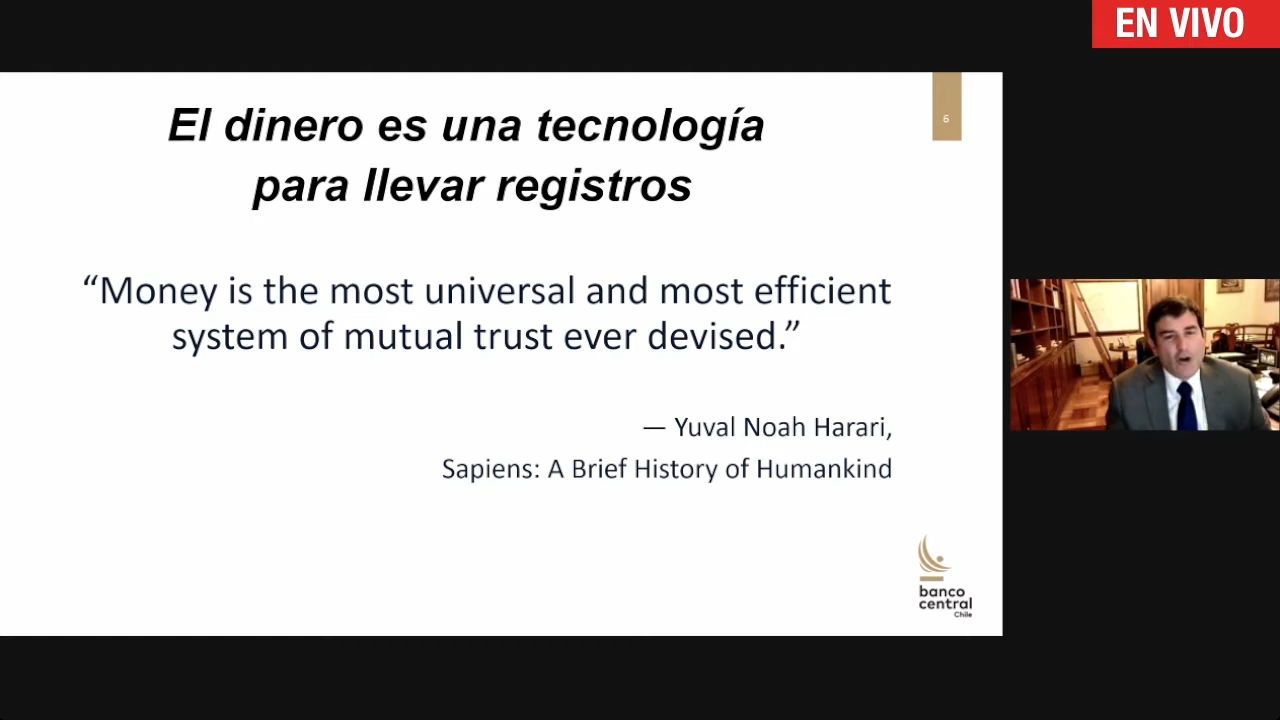 EN VIVO
El dinero es una tecnología
para llevar registros
6
“Money is the most universal and most efficient
system of mutual trust ever devised.”
— Yuval Noah Harari,
Sapiens: A Brief History of Humankind
banco
central
Chile